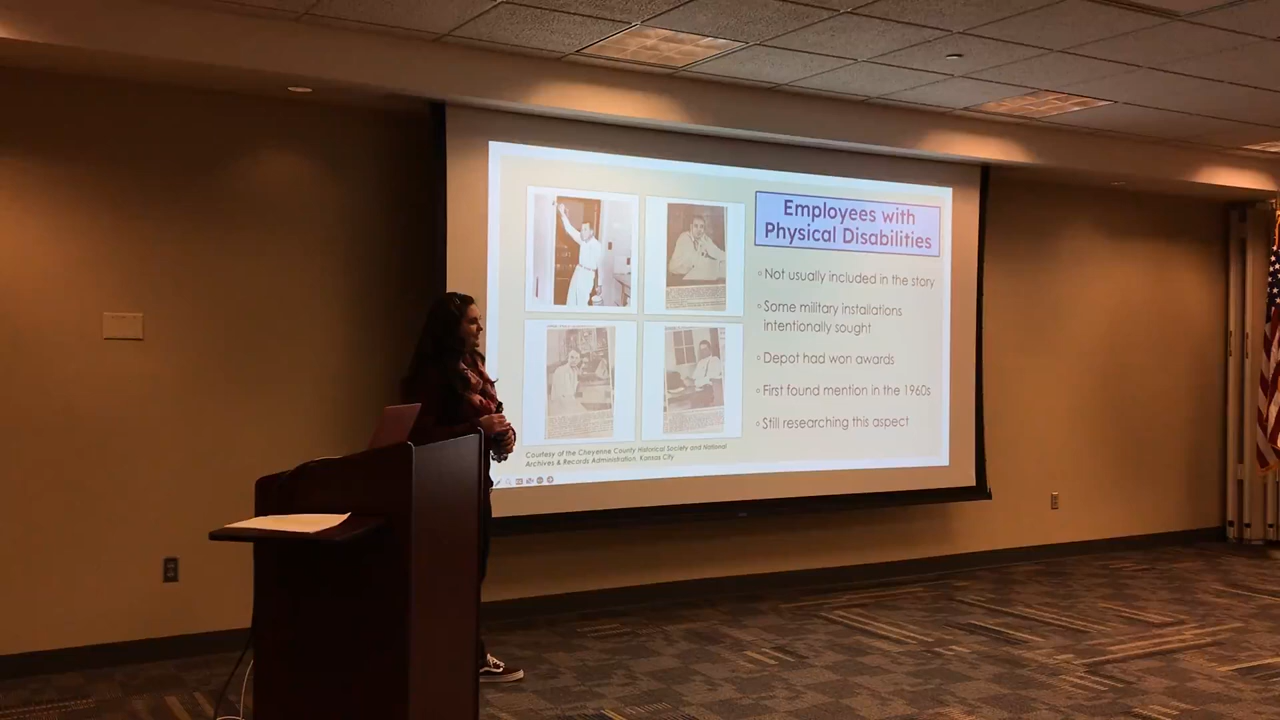 Employees with
Physical Disabilities
Not usually included in the story
Some military installations
intentionally sought
Depot had won awards
First found mention in the 1960s
Still researching this aspect
Courtesy of the Cheyenne County Historical Society and National
Archives & Records Administration, Kansas City